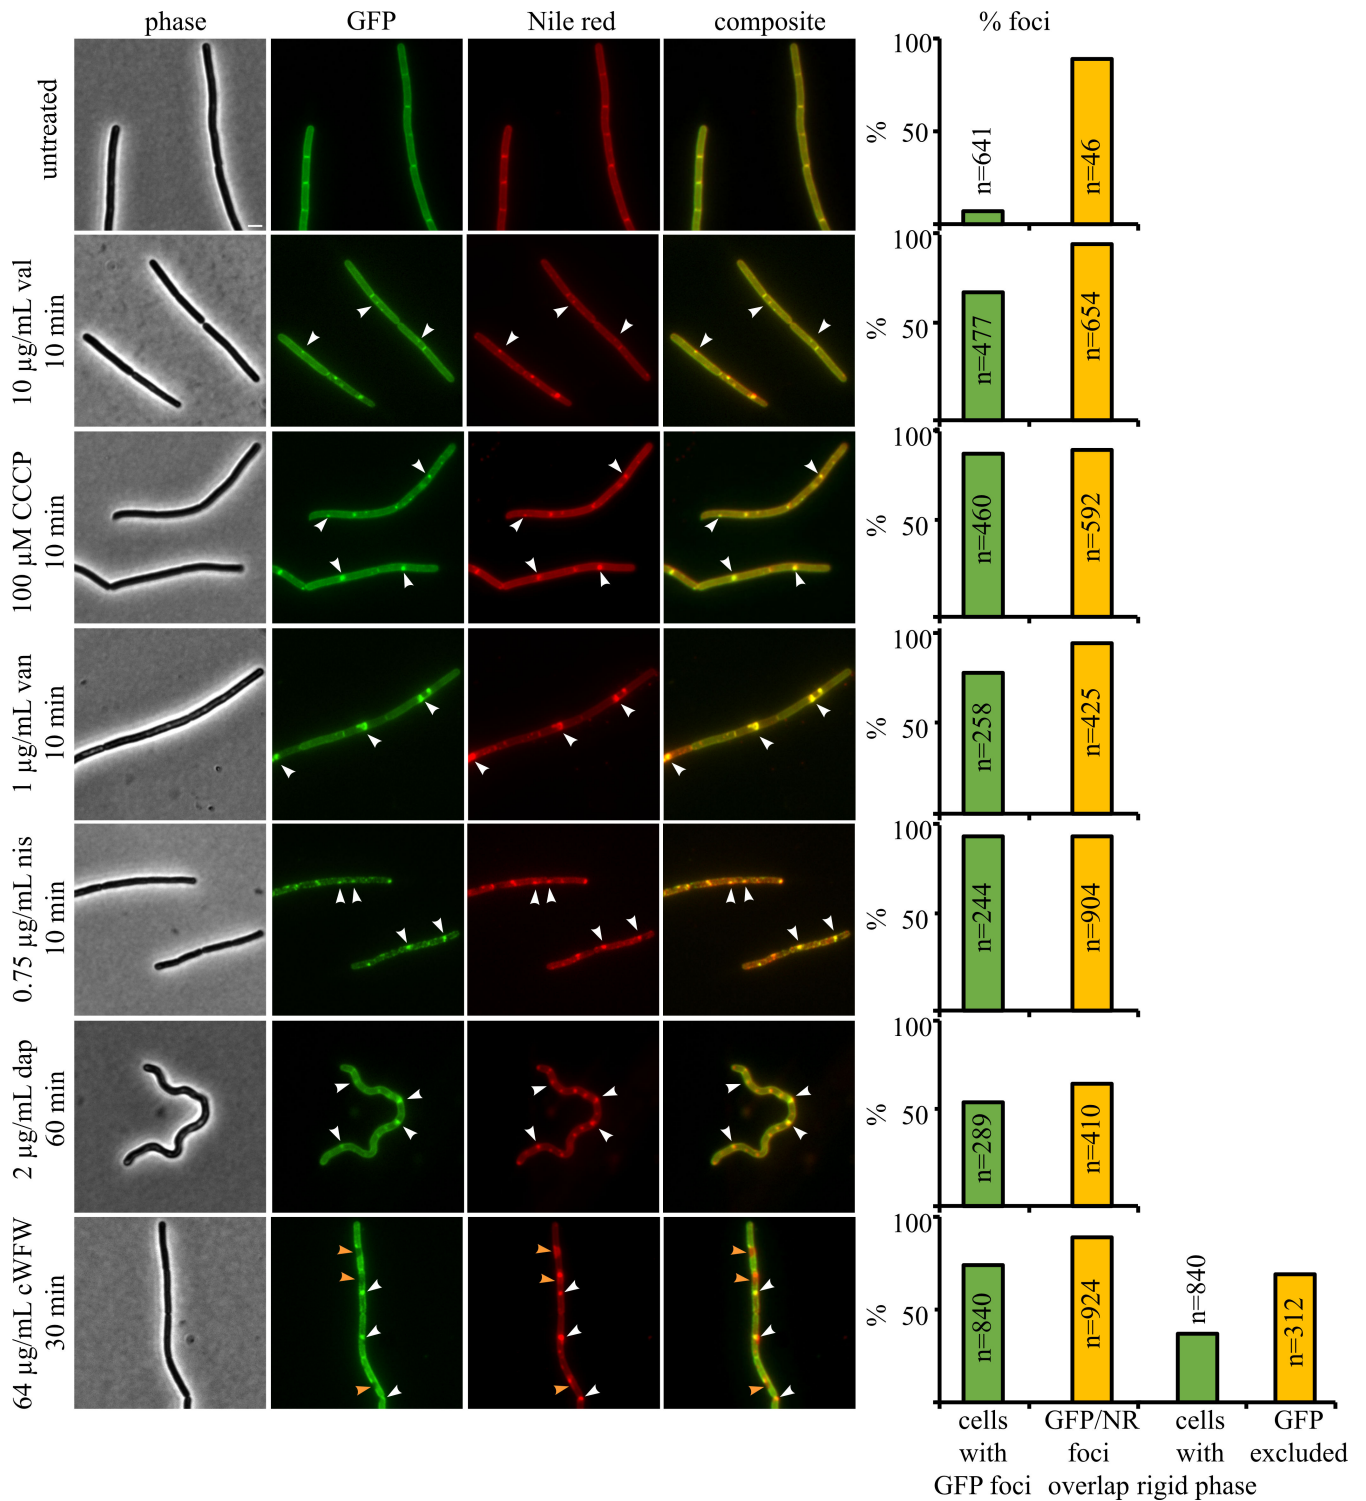 phase GFP Nile red composite % foci
untreated
100
50
%
n=641
n=46
10 µg/mL val
10 min
100
50
%
n=477
n=654
100 µM CCCP
10 min
100
50
%
n=460
n=592
1 µg/mL van
10 min
100
50
%
n=258
n=425
0.75 µg/mL nis
10 min
100
50
%
n=244
n=904
2 µg/mL dap
60 min
100
50
%
n=289
n=410
64 µg/mL cWFW
30 min
100
50
%
n=840
n=924
n=840
n=312
cells GFP/NR cells GFP
with foci with excluded
GFP foci overlap rigid phase